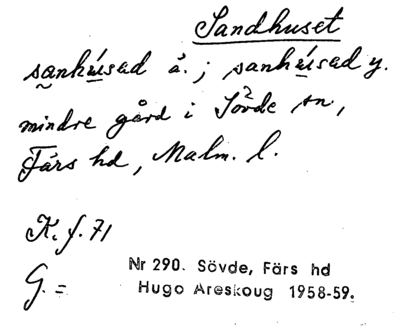 Sandhuset
sanhúsad ä.; sanhúsad y.
mindre gård i Sövde sn,
Färs hd, Malm. l.
K. f. 71
Nr 290. Sövde, Färs hd
G. =
Hugo Areskoug 1958-59.